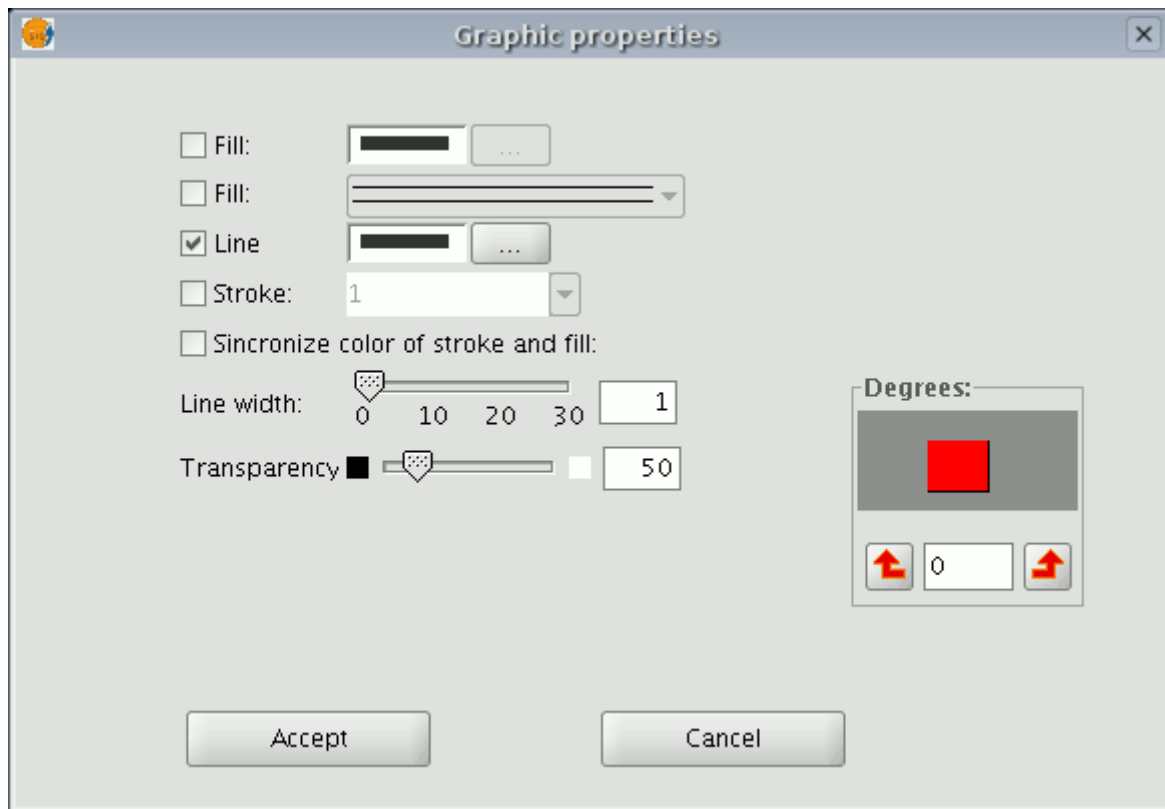 Graphic properties
Fill:
...
Fill:
Line
...
Stroke:
1
Sincronize color of stroke and fill:
Line width:
0 10 20 30
1
Transparency
50
Degrees:
0
Accept
Cancel